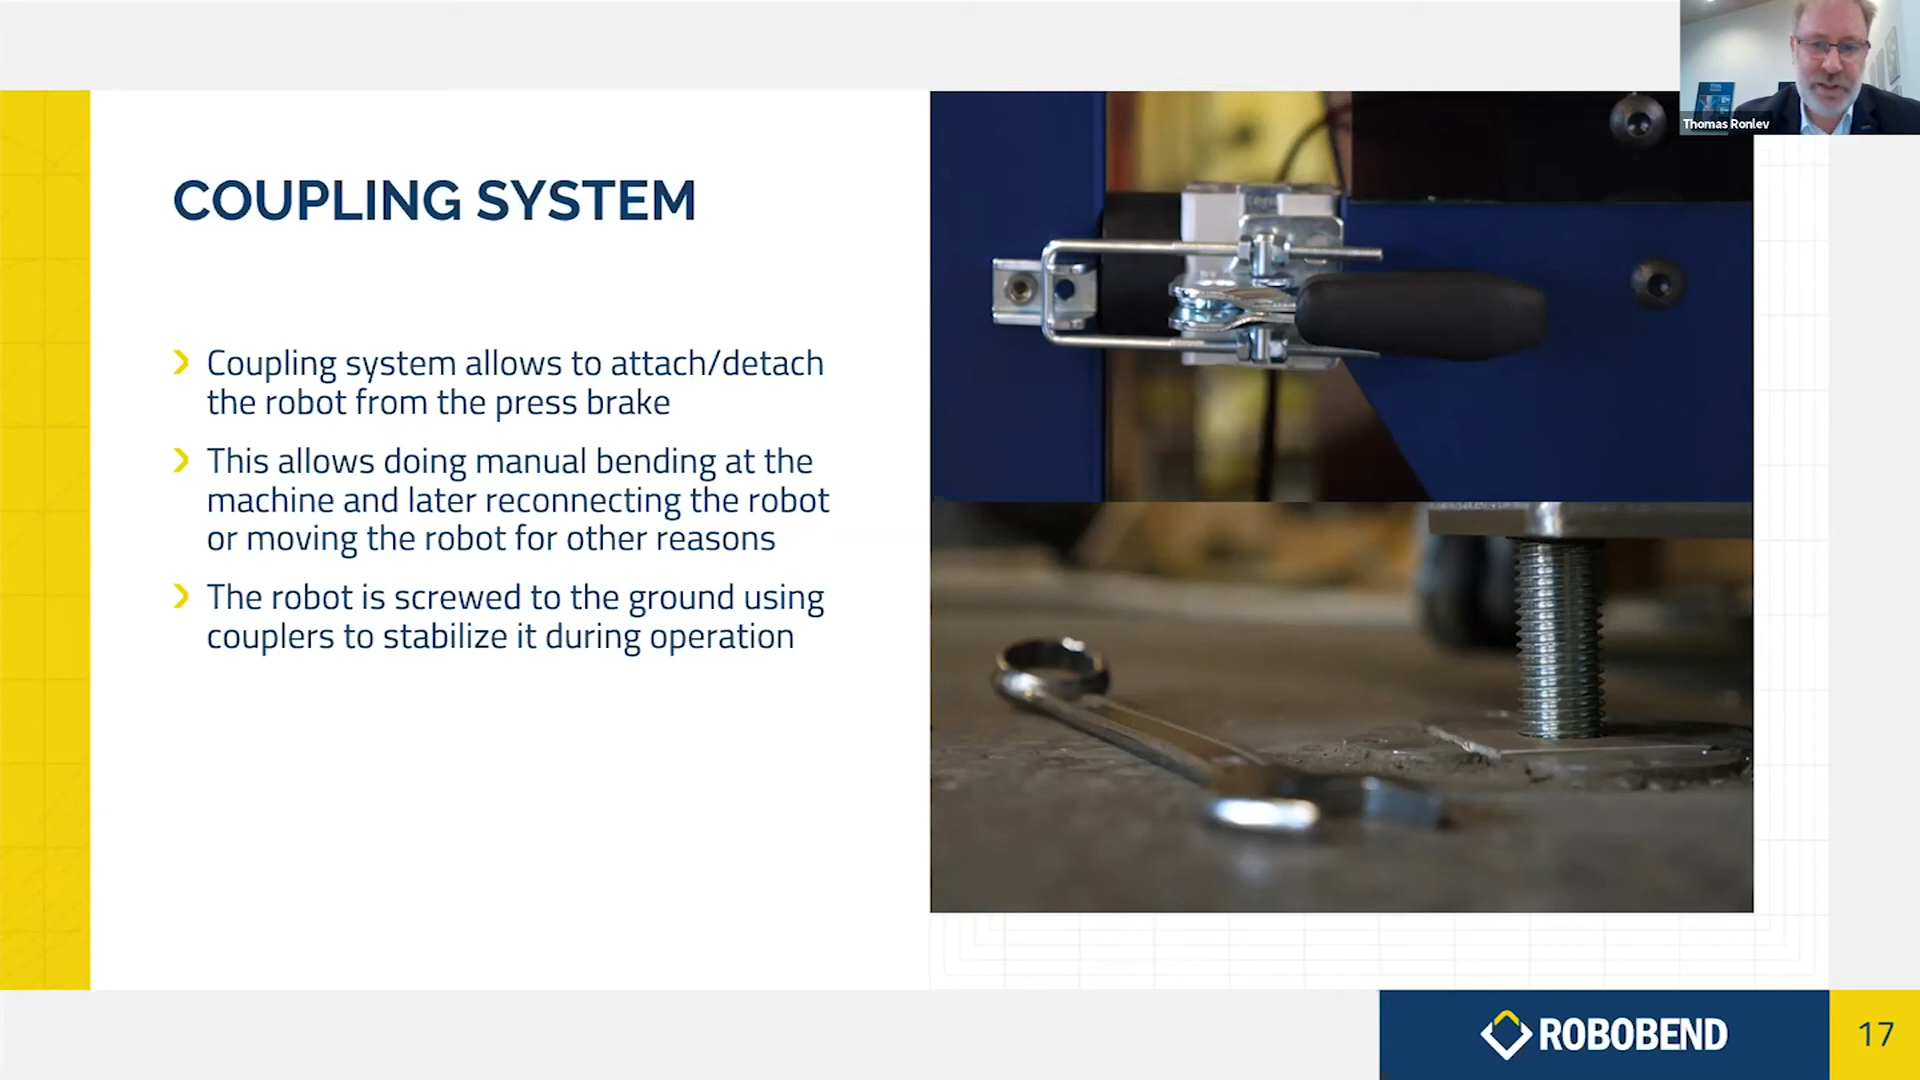 Thomas Ronlev
COUPLING SYSTEM
Coupling system allows to attach/detach
the robot from the press brake
This allows doing manual bending at the
machine and later reconnecting the robot
or moving the robot for other reasons
The robot is screwed to the ground using
couplers to stabilize it during operation
ROBOBEND
17